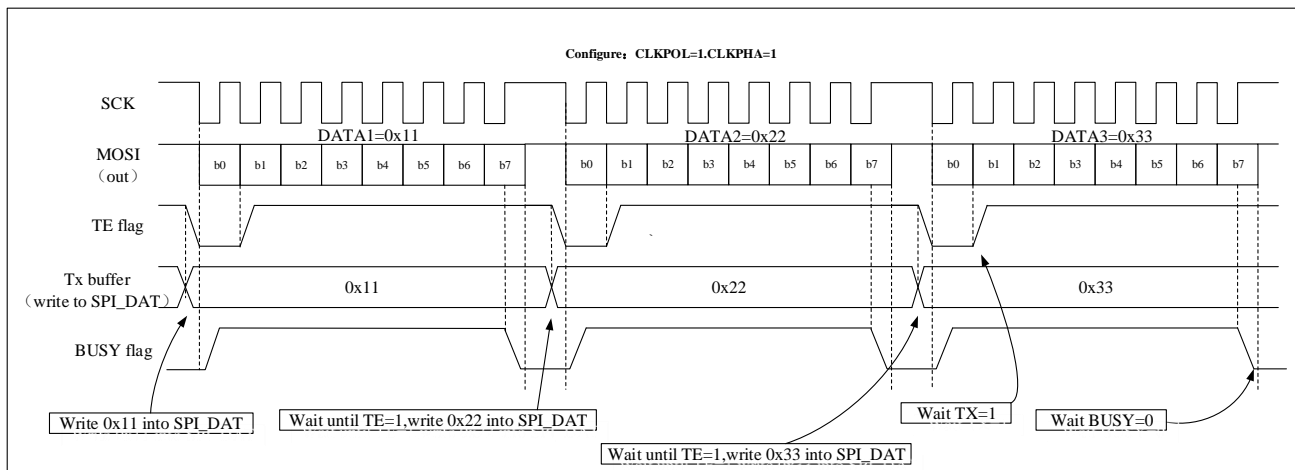 Configure：CLKPOL=1.CLKPHA=1
SCK
DATA1=0x11 DATA2=0x22 DATA3=0x33
MOSI
（out）
b0 b1 b2 b3 b4 b5 b6 b7 b0 b1 b2 b3 b4 b5 b6 b7 b0 b1 b2 b3 b4 b5 b6 b7
TE flag
Tx buffer
（write to SPI_DAT）
0x11 0x22 0x33
BUSY flag
Write 0x11 into SPI_DAT
Wait until TE=1,write 0x22 into SPI_DAT
Wait TX=1
Wait BUSY=0
Wait until TE=1,write 0x33 into SPI_DAT